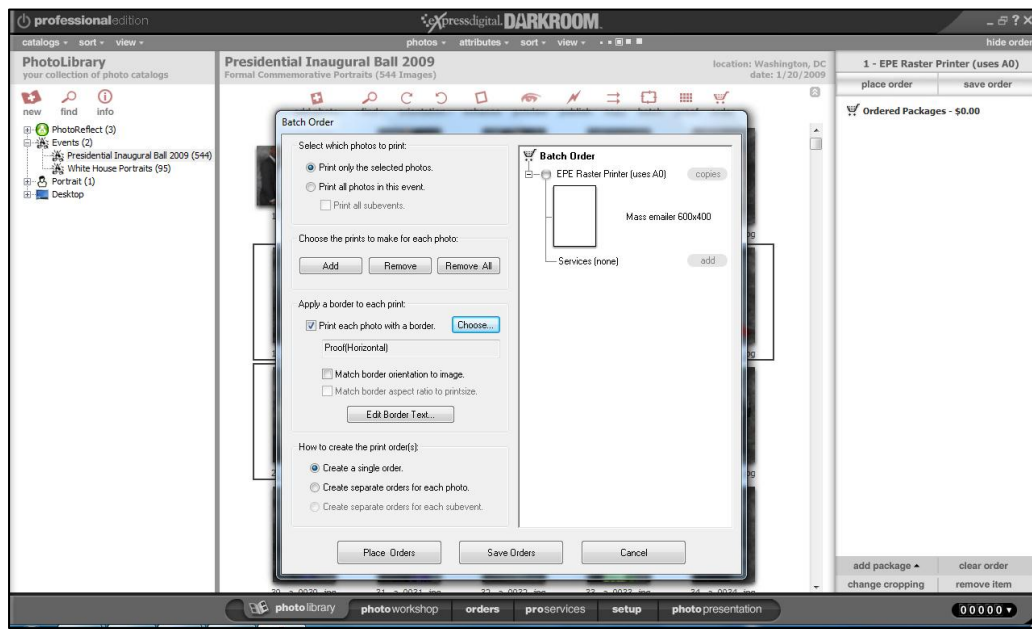 professionaledition
expressdigital. DARKROOM.
catalogs sort view
photos attributes sort view
hide order
PhotoLibrary
your collection of photo catalogs
Presidential Inaugural Ball 2009
Formal Commemorative Portraits (544 Images)
location: Washington, DC
date: 1/20/2009
1 - EPE Raster Printer (uses A0)
place order save order
new find info
Ordered Packages - $0.00
PhotoReflect (3)
Events (2)
Presidential Inaugural Ball 2009 (544)
White House Portraits (95)
Portrait (1)
Desktop
Batch Order
Select which photos to print:
Print only the selected photos.
Print all photos in this event.
Print all subevents.
Choose the prints to make for each photo:
Add Remove Remove All
Apply a border to each print:
Print each photo with a border. Choose...
Proof(Horizontal)
Match border orientation to image.
Match border aspect ratio to printsize.
Edit Border Text...
How to create the print order(s):
Create a single order.
Create separate orders for each photo.
Create separate orders for each subevent.
Batch Order
EPE Raster Printer (uses A0) copies
Mass emailer 600x400
Services (none) add
Place Orders Save Orders Cancel
add package clear order
change cropping remove item
photolibrary photoworkshop orders proservices setup photopresentation
00000